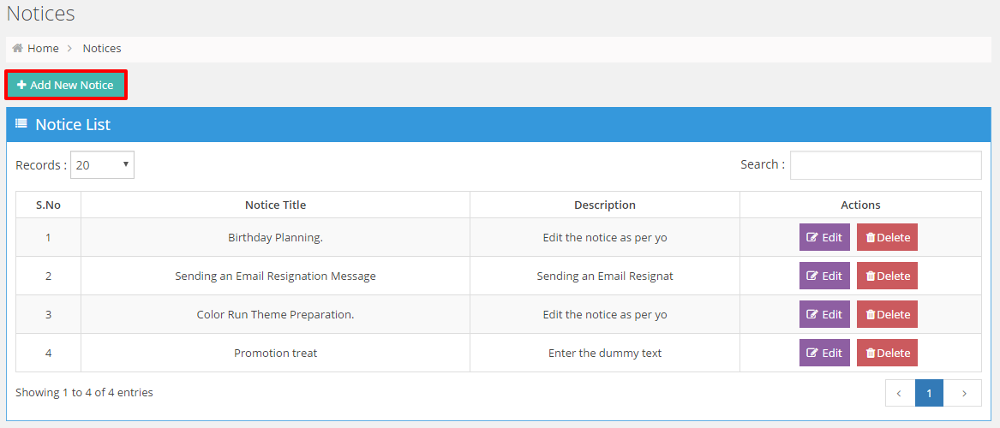 Notices
Home > Notices
Add New Notice
Notice List
Records : 20 Search :
S.No Notice Title Description Actions
1 Birthday Planning. Edit the notice as per yo Edit Delete
2 Sending an Email Resignation Message Sending an Email Resignat Edit Delete
3 Color Run Theme Preparation. Edit the notice as per yo Edit Delete
4 Promotion treat Enter the dummy text Edit Delete
Showing 1 to 4 of 4 entries < 1 >